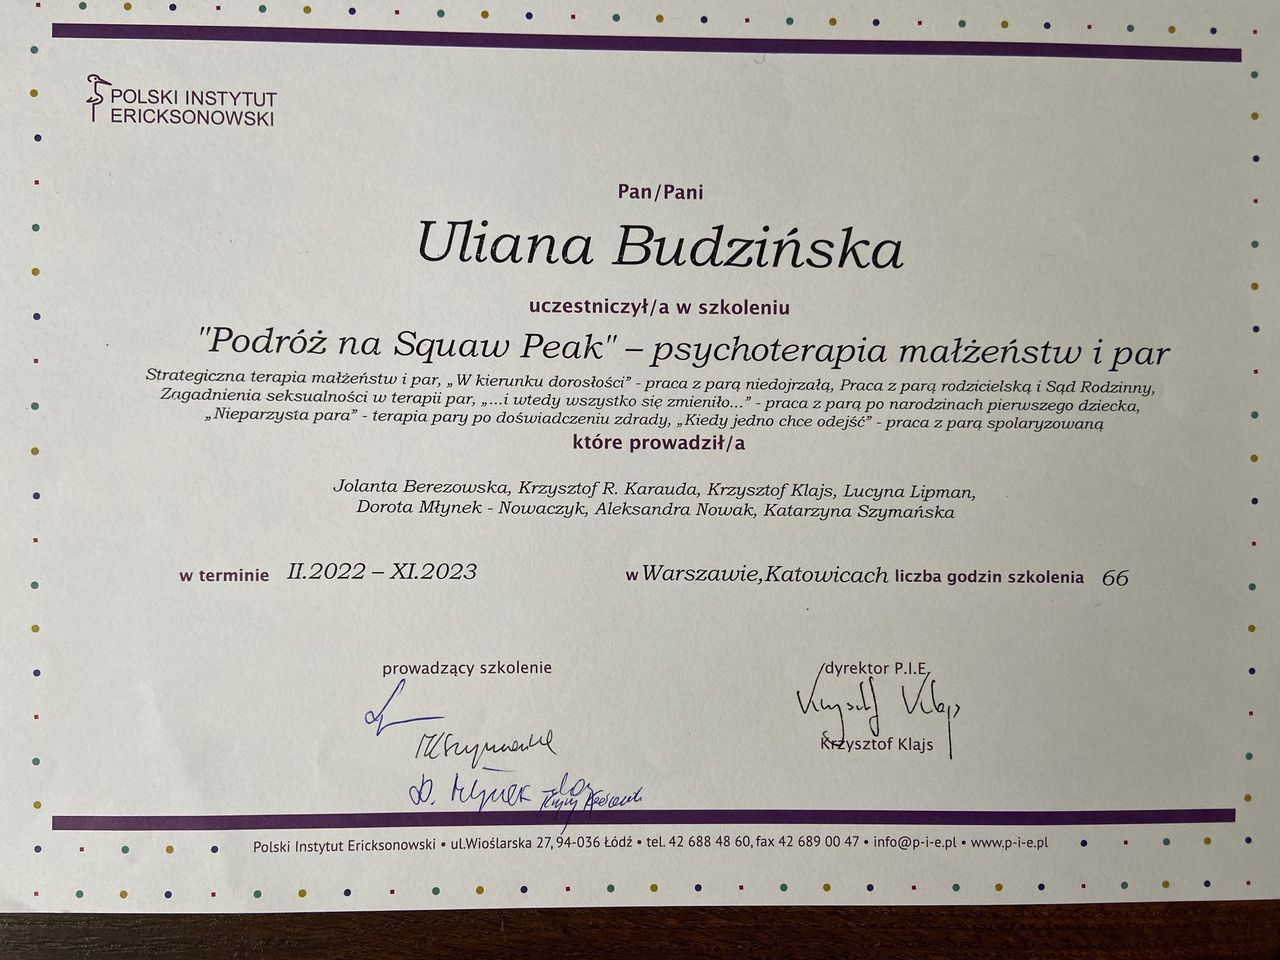 POLSKI INSTYTUT
ERICKSONOWSKI
Pan/Pani
Uliana Budzińska
uczestniczył/a w szkoleniu
"Podróż na Squaw Peak" – psychoterapia małżeństw i par
Strategiczna terapia małżeństw i par, „W kierunku dorosłości” - praca z parą niedojrzałą, Praca z parą rodzicielską i Sąd Rodzinny,
Zagadnienia seksualności w terapii par, „...i wtedy wszystko się zmieniło...” - praca z parą po narodzinach pierwszego dziecka,
„Nieparzysta para” - terapia pary po doświadczeniu zdrady, „Kiedy jedno chce odejść” - praca z parą spolaryzowaną
które prowadził/a
Jolanta Berezowska, Krzysztof R. Karauda, Krzysztof Klajs, Lucyna Lipman,
Dorota Młynek - Nowaczyk, Aleksandra Nowak, Katarzyna Szymańska
w terminie II.2022 – XI.2023 w Warszawie,Katowicach liczba godzin szkolenia 66
prowadzący szkolenie dyrektor P.I.E.
Krzysztof Klajs
Krzysztof Klajs
D. Młynek
Polski Instytut Ericksonowski • ul.Wioślarska 27, 94-036 Łódź • tel. 42 688 48 60, fax 42 689 00 47 • info@p-i-e.pl • www.p-i-e.pl